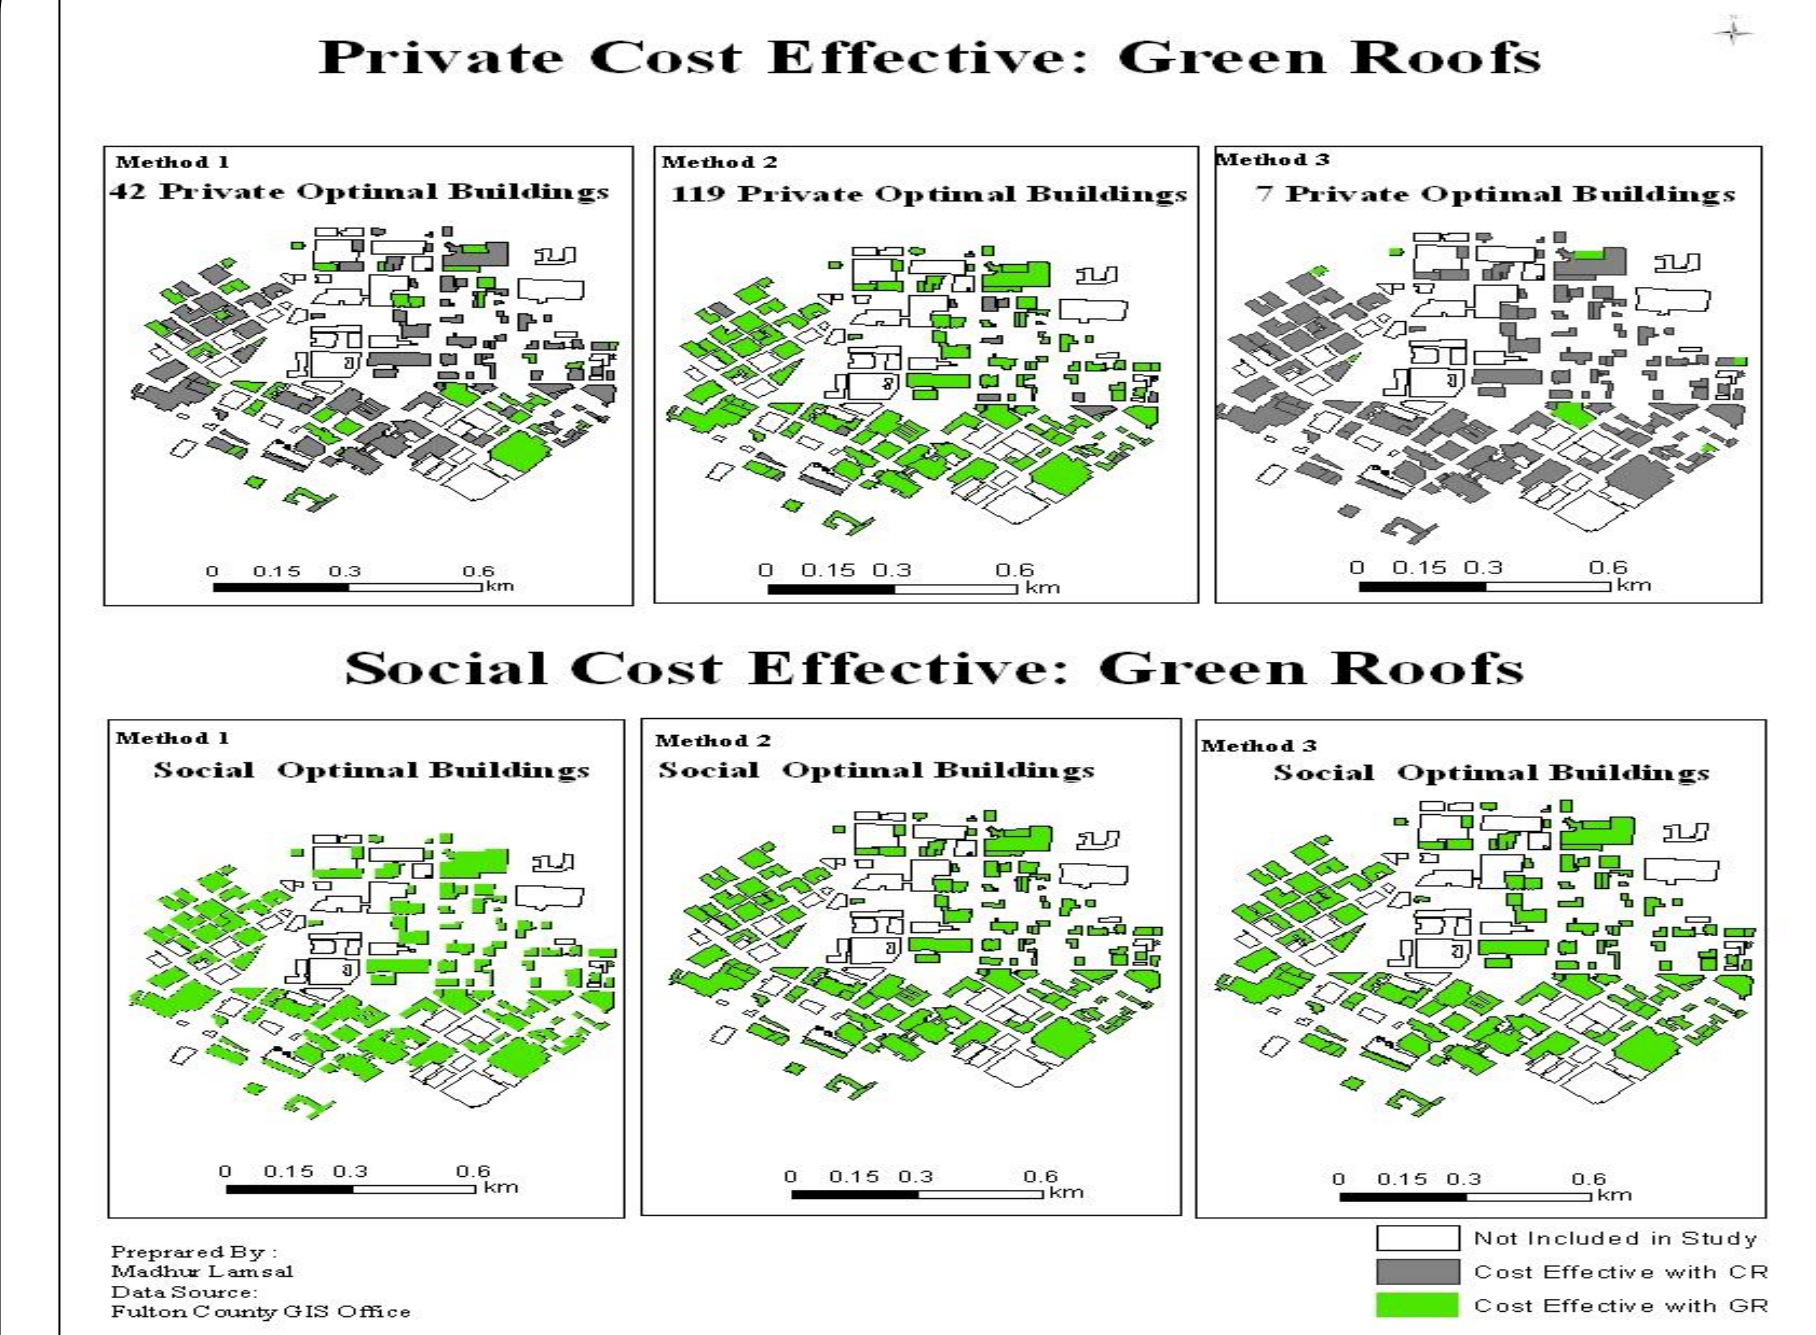 Private Cost Effective: Green Roofs
Method 1
42 Private Optimal Buildings
0 0.15 0.3 0.6
km
Method 2
119 Private Optimal Buildings
0 0.15 0.3 0.6
km
Method 3
7 Private Optimal Buildings
0 0.15 0.3 0.6
km
Social Cost Effective: Green Roofs
Method 1
Social Optimal Buildings
0 0.15 0.3 0.6
km
Method 2
Social Optimal Buildings
0 0.15 0.3 0.6
km
Method 3
Social Optimal Buildings
0 0.15 0.3 0.6
km
Preprared By :
Madhur Lamsal
Data Source:
Fulton County GIS Office
Not Included in Study
Cost Effective with CR
Cost Effective with GR